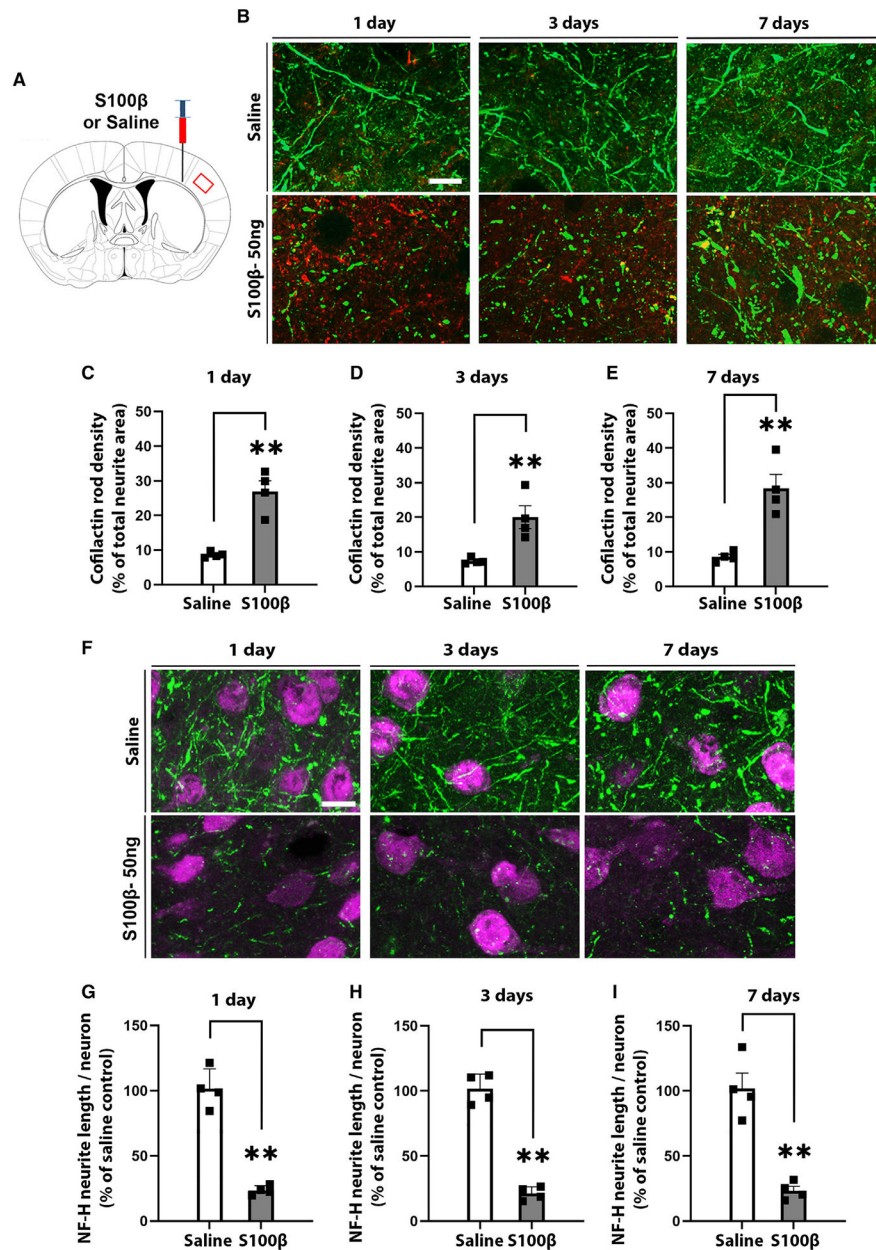 A
S100β
or Saline
B
1 day
3 days
7 days
Saline
S100β- 50ng
C
1 day
Cofilactin rod density
(% of total neurite area)
50
40
30
20
10
0
**
Saline S100β
D
3 days
Cofilactin rod density
(% of total neurite area)
50
40
30
20
10
0
**
Saline S100β
E
7 days
Cofilactin rod density
(% of total neurite area)
50
40
30
20
10
0
**
Saline S100β
F
1 day
3 days
7 days
Saline
S100β- 50ng
G
1 day
NF-H neurite length / neuron
(% of saline control)
150
100
50
0
**
Saline S100β
H
3 days
NF-H neurite length / neuron
(% of saline control)
150
100
50
0
**
Saline S100β
I
7 days
NF-H neurite length / neuron
(% of saline control)
150
100
50
0
**
Saline S100β